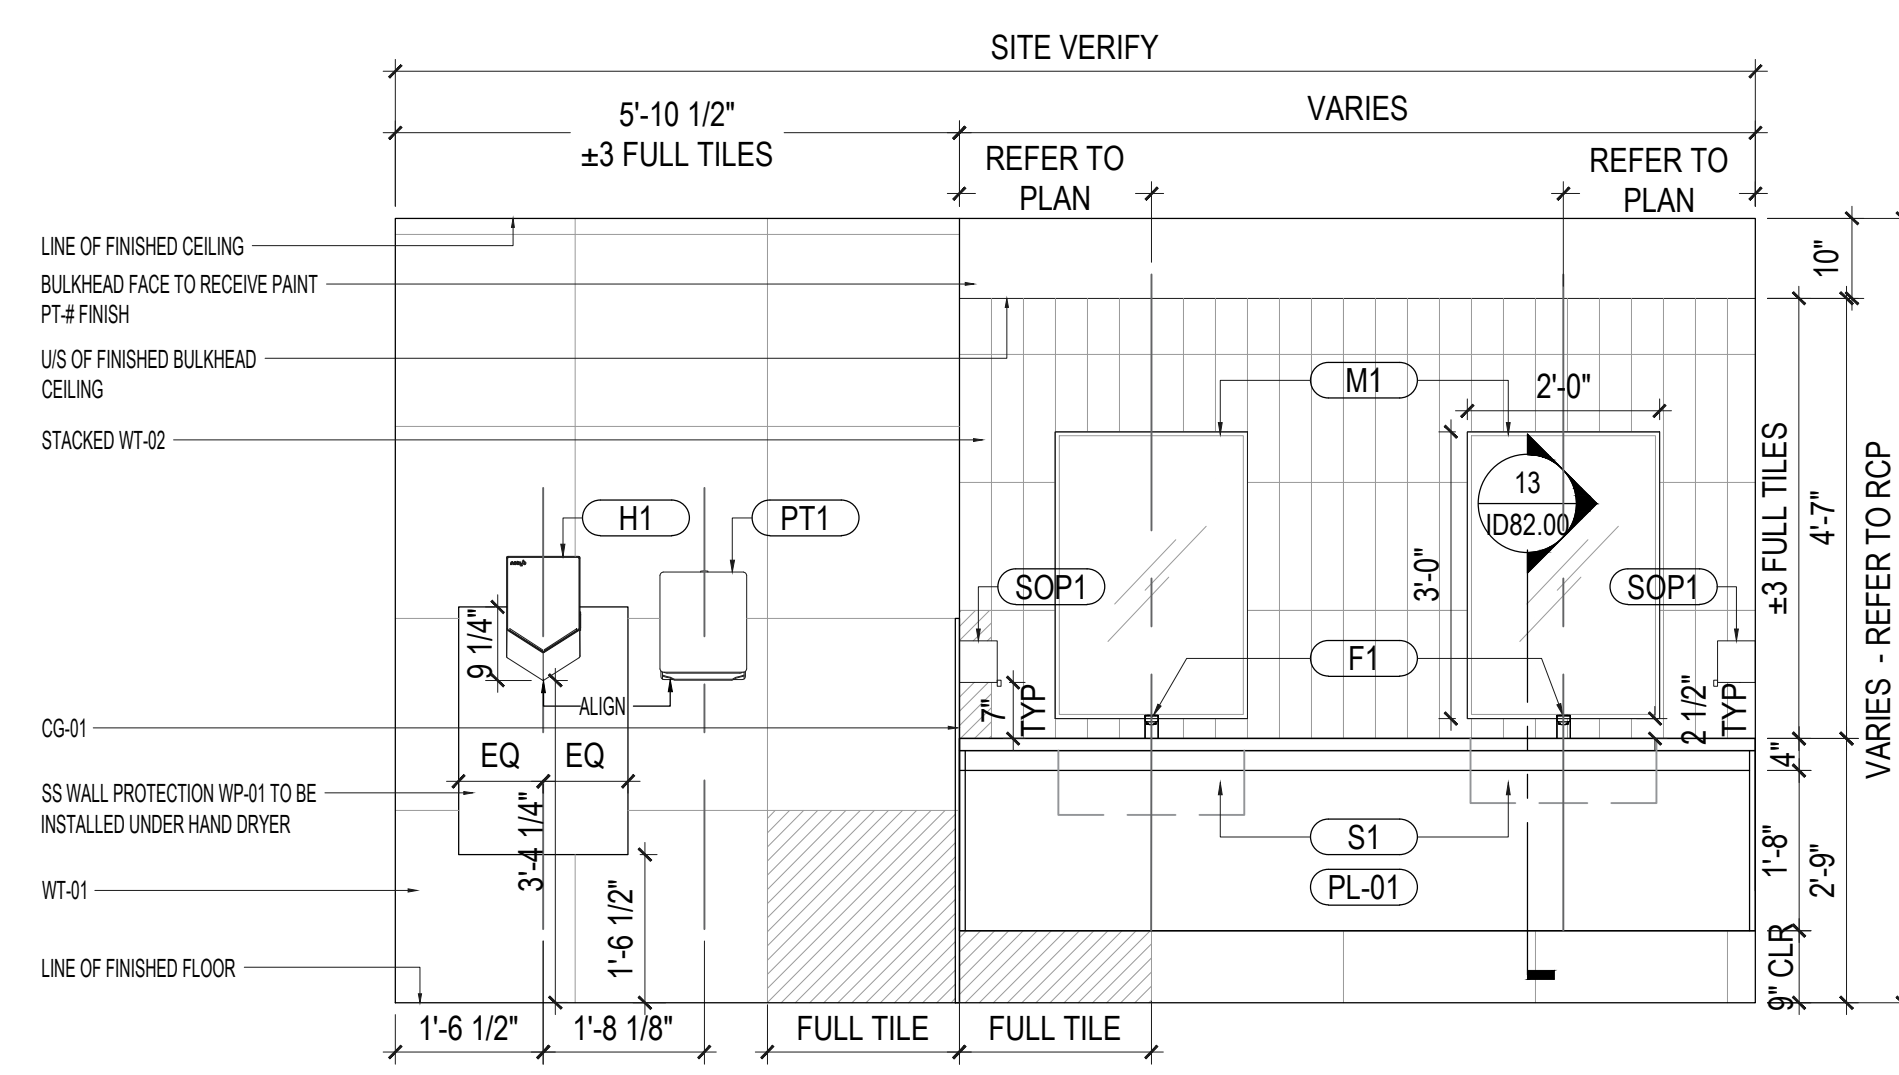 SITE VERIFY
5'-10 1/2"
±3 FULL TILES
VARIES
REFER TO
PLAN
REFER TO
PLAN
LINE OF FINISHED CEILING
BULKHEAD FACE TO RECEIVE PAINT
PT-# FINISH
U/S OF FINISHED BULKHEAD
CEILING
STACKED WT-02
CG-01
SS WALL PROTECTION WP-01 TO BE
INSTALLED UNDER HAND DRYER
WT-01
LINE OF FINISHED FLOOR
H1
PT1
9 1/4"
ALIGN
EQ
EQ
3'-4 1/4"
1'-6 1/2"
M1
2'-0"
13
ID82.00
3'-0"
SOP1
SOP1
F1
7"
TYP
2 1/2"
TYP
S1
PL-01
10"
±3 FULL TILES
4'-7"
VARIES - REFER TO RCP
4"
1'-8"
2'-9"
9" CLR
1'-6 1/2"
1'-8 1/8"
FULL TILE
FULL TILE